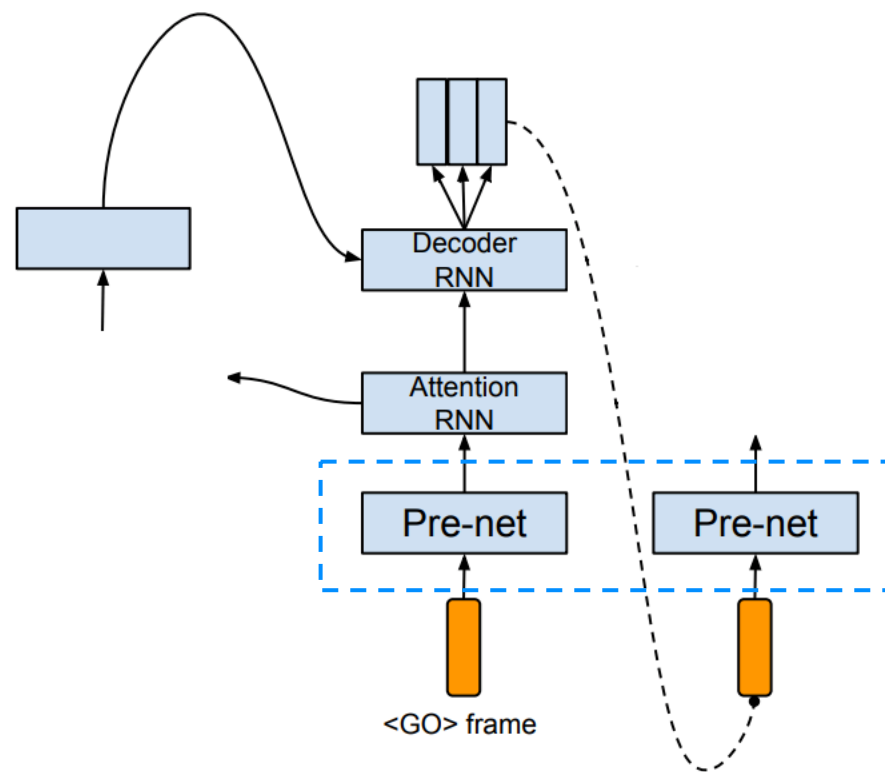 Decoder
RNN
Attention
RNN
Pre-net
Pre-net
<GO> frame